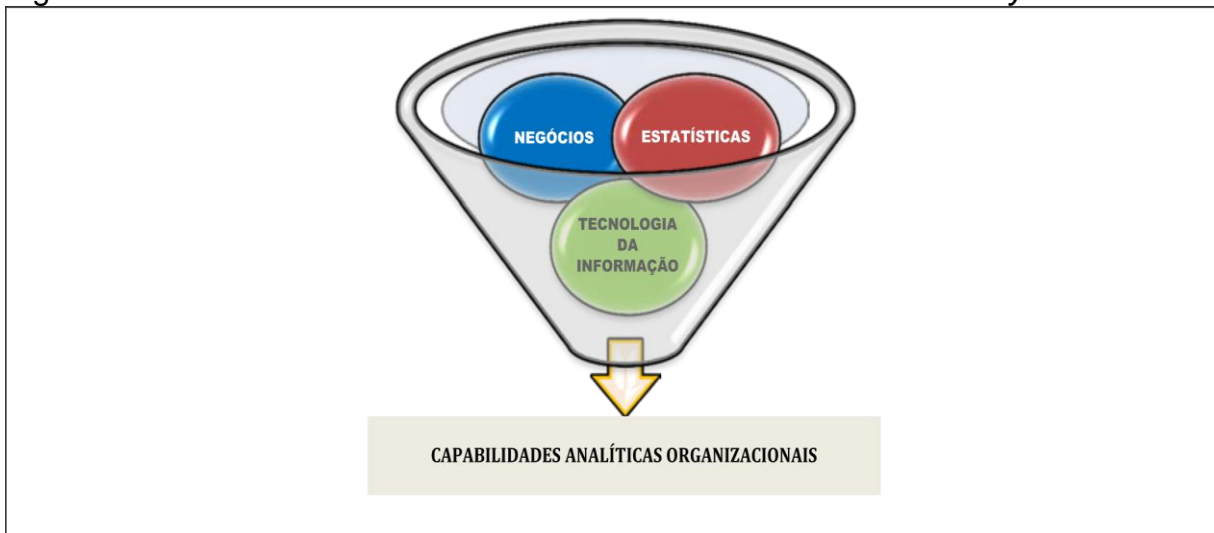 NEGÓCIOS
ESTATÍSTICAS
TECNOLOGIA
DA
INFORMAÇÃO
CAPABILIDADES ANALÍTICAS ORGANIZACIONAIS